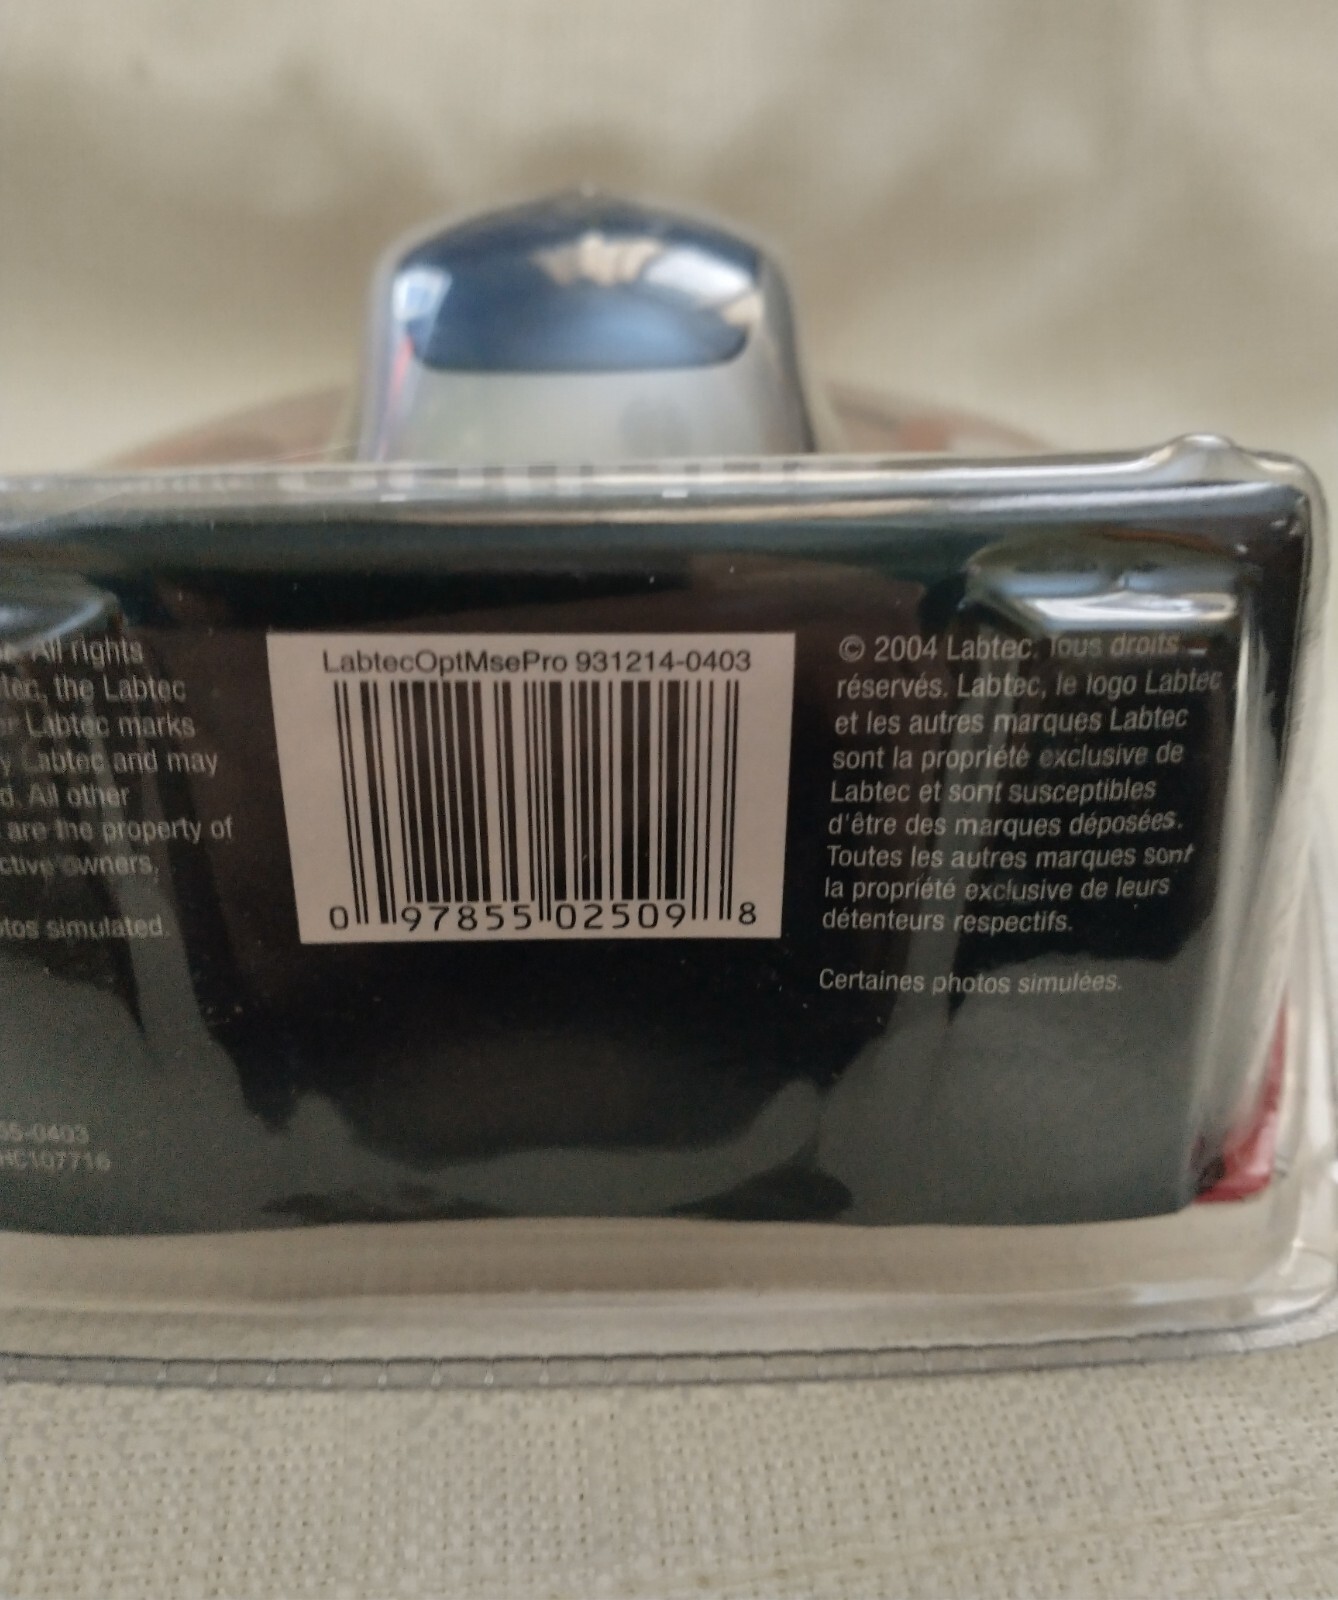 All rights
the Labtec
Labtec marks
Labtec and may
All other
are the property of
owners.
simulated.
LabtecOptMsePro 931214-0403
0 97855 02509 8
© 2004 Labtec. Tous droits
réservés. Labtec, le logo Labtec
et les autres marques Labtec
sont la propriété exclusive de
Labtec et sont susceptibles
d'être des marques déposées.
Toutes les autres marques sont
la propriété exclusive de leurs
détenteurs respectifs.
Certaines photos simulées.